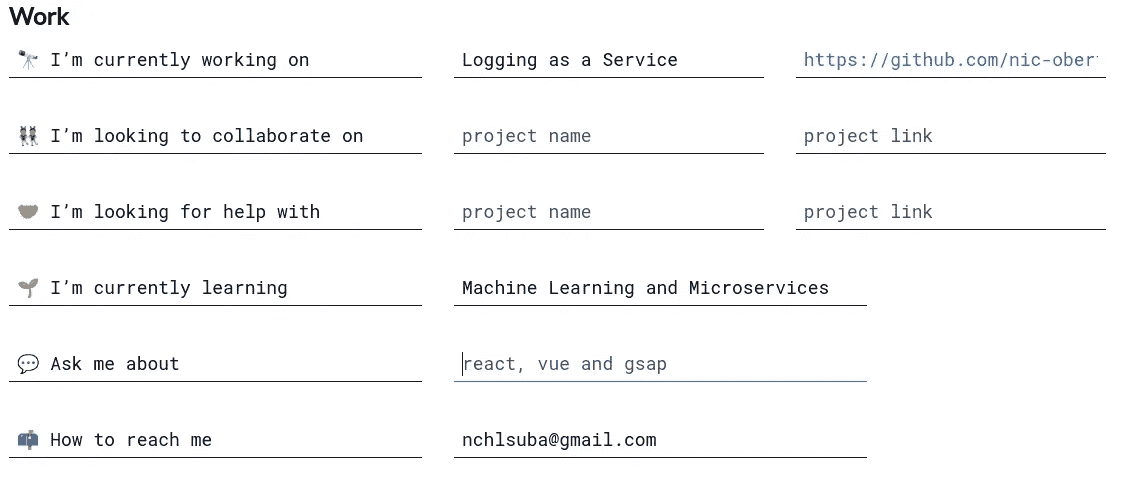 Work
I’m currently working on Logging as a Service https://github.com/nic-ober
I’m looking to collaborate on project name project link
I’m looking for help with project name project link
I’m currently learning Machine Learning and Microservices
Ask me about react, vue and gsap
How to reach me nchlsuba@gmail.com